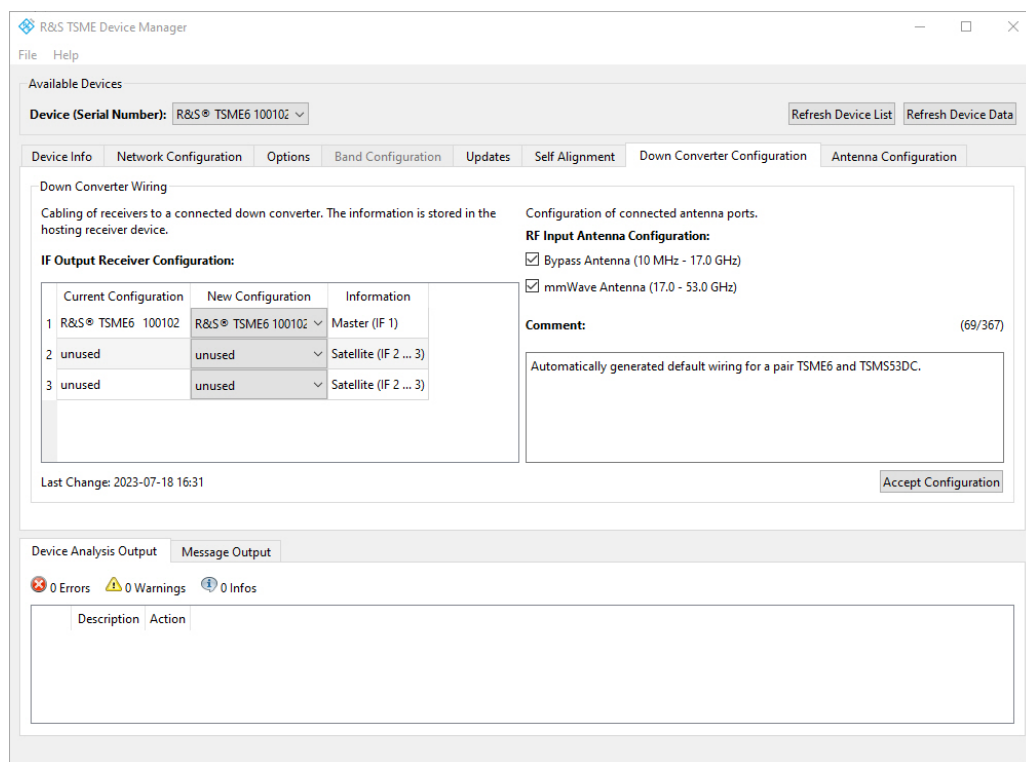 R&S TSME Device Manager
File Help
Available Devices
Device (Serial Number): R&S® TSME6 100102
Refresh Device List Refresh Device Data
Device Info Network Configuration Options Band Configuration Updates Self Alignment Down Converter Configuration Antenna Configuration
Down Converter Wiring
Cabling of receivers to a connected down converter. The information is stored in the
hosting receiver device.
IF Output Receiver Configuration:
Current Configuration New Configuration Information
1 R&S® TSME6 100102 R&S® TSME6 100102 Master (IF 1)
2 unused unused Satellite (IF 2 ... 3)
3 unused unused Satellite (IF 2 ... 3)
Last Change: 2023-07-18 16:31
Configuration of connected antenna ports.
RF Input Antenna Configuration:
Bypass Antenna (10 MHz - 17.0 GHz)
mmWave Antenna (17.0 - 53.0 GHz)
Comment: (69/367)
Automatically generated default wiring for a pair TSME6 and TSMS53DC.
Accept Configuration
Device Analysis Output Message Output
0 Errors 0 Warnings 0 Infos
Description Action